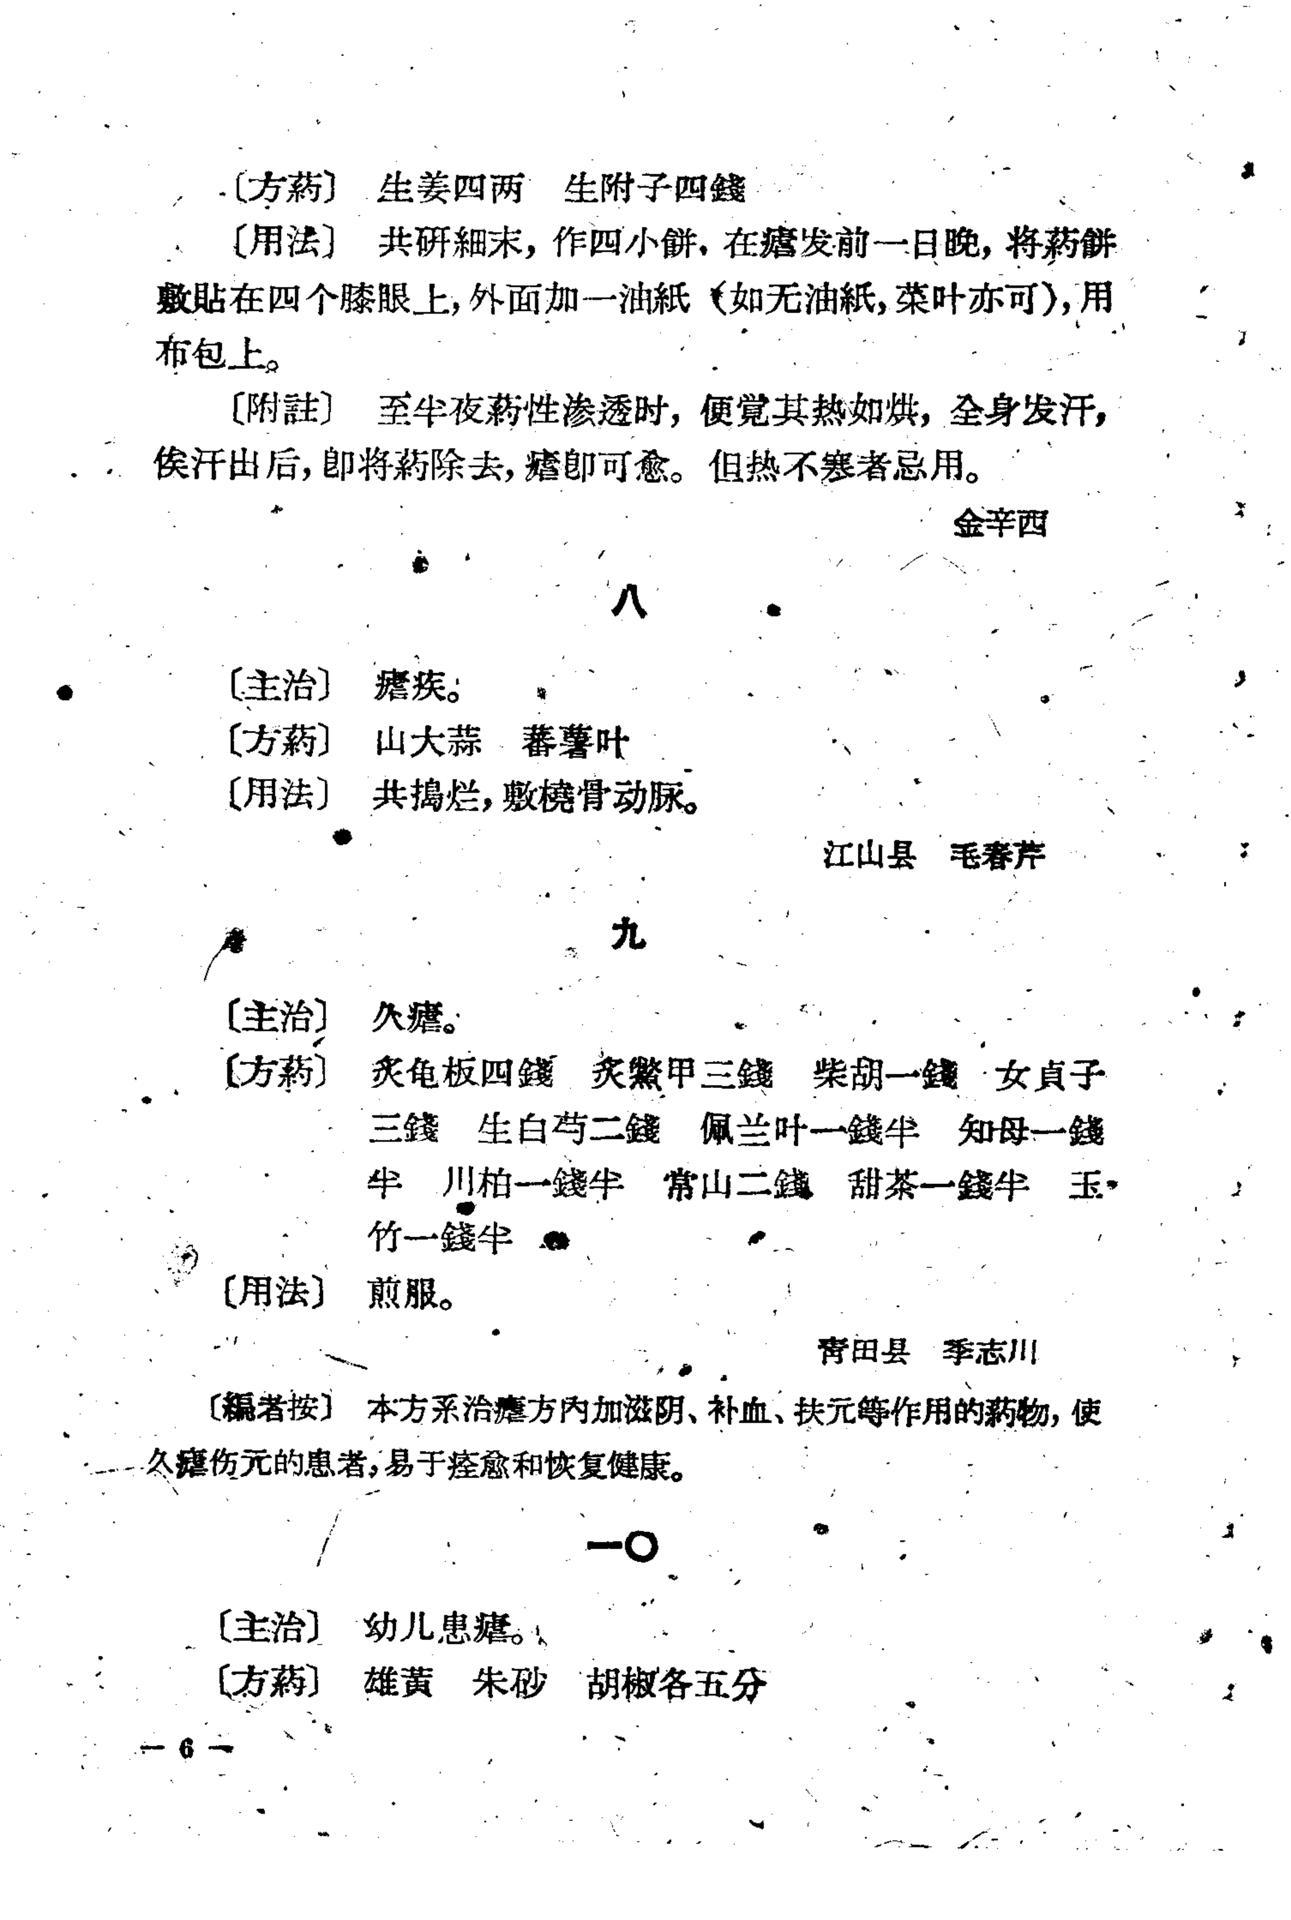 〔方葯〕 生姜四两 生附子四錢
〔用法〕 共研細末，作四小餅，在瘧发前一日晚，将葯餅
敷貼在四个膝眼上，外面加一油紙（如无油紙，菜叶亦可），用
布包上。
〔附註〕 至半夜葯性渗透时，便覚其热如烘，全身发汗，
俟汗出后，卽将葯除去，瘧卽可愈。但热不寒者忌用。
金辛西
八
〔主治〕 瘧疾。
〔方葯〕 山大蒜 蕃薯叶
〔用法〕 共搗烂，敷橈骨动脉。
江山县 毛春芹
九
〔主治〕 久瘧。
〔方葯〕 炙龟板四錢 炙鱉甲三錢 柴胡一錢 女貞子
三錢 生白芍二錢 佩兰叶一錢半 知母一錢
半 川柏一錢半 常山二錢 甜茶一錢半 玉
竹一錢半
〔用法〕 煎服。
青田县 季志川
〔編者按〕 本方系治瘧方內加滋阴、补血、扶元等作用的葯物，使
久瘧伤元的患者，易于痊愈和恢复健康。
一〇
〔主治〕 幼儿患瘧。
〔方葯〕 雄黃 朱砂 胡椒各五分
— 6 —